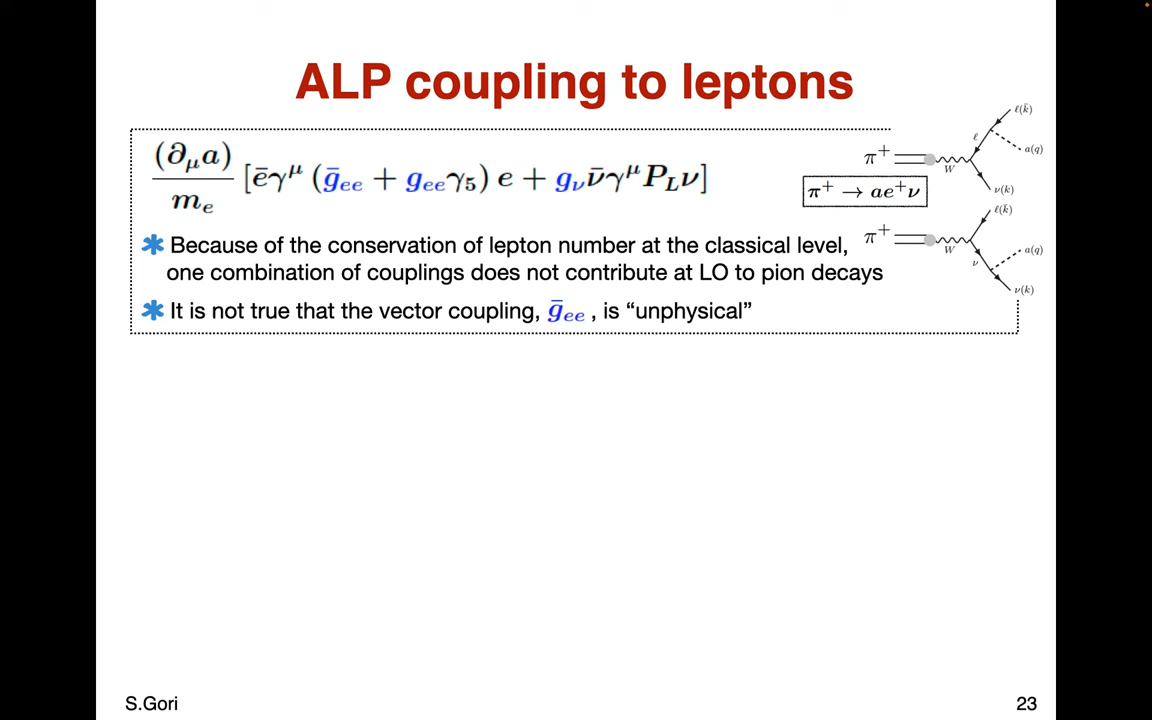 ALP coupling to leptons
(∂μa)/mₑ [ēγ^μ (ḡₑₑ + gₑₑγ₅) e + g_ν ν̄γ^μ P_L ν]
π⁺
W
ℓ
ℓ(k̄)
a(q)
ν(k)
π⁺ → ae⁺ν
π⁺
W
ν
ℓ(k̄)
a(q)
ν(k)
Because of the conservation of lepton number at the classical level,
one combination of couplings does not contribute at LO to pion decays
It is not true that the vector coupling, ḡₑₑ , is “unphysical”
S.Gori
23